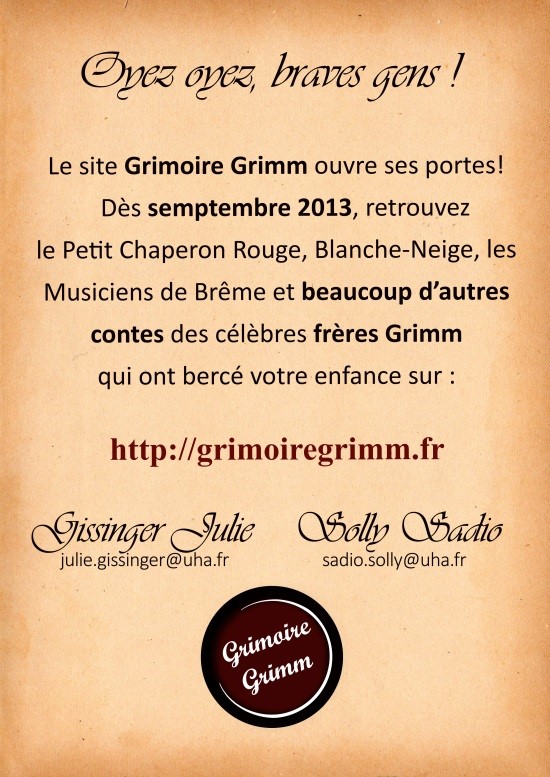 Oyez oyez, braves gens !
Le site Grimoire Grimm ouvre ses portes!
Dès semptembre 2013, retrouvez
le Petit Chaperon Rouge, Blanche-Neige, les
Musiciens de Brême et beaucoup d’autres
contes des célèbres frères Grimm
qui ont bercé votre enfance sur :
http://grimoiregrimm.fr
Gissinger Julie Solly Sadio
julie.gissinger@uha.fr sadio.solly@uha.fr
Grimoire
Grimm